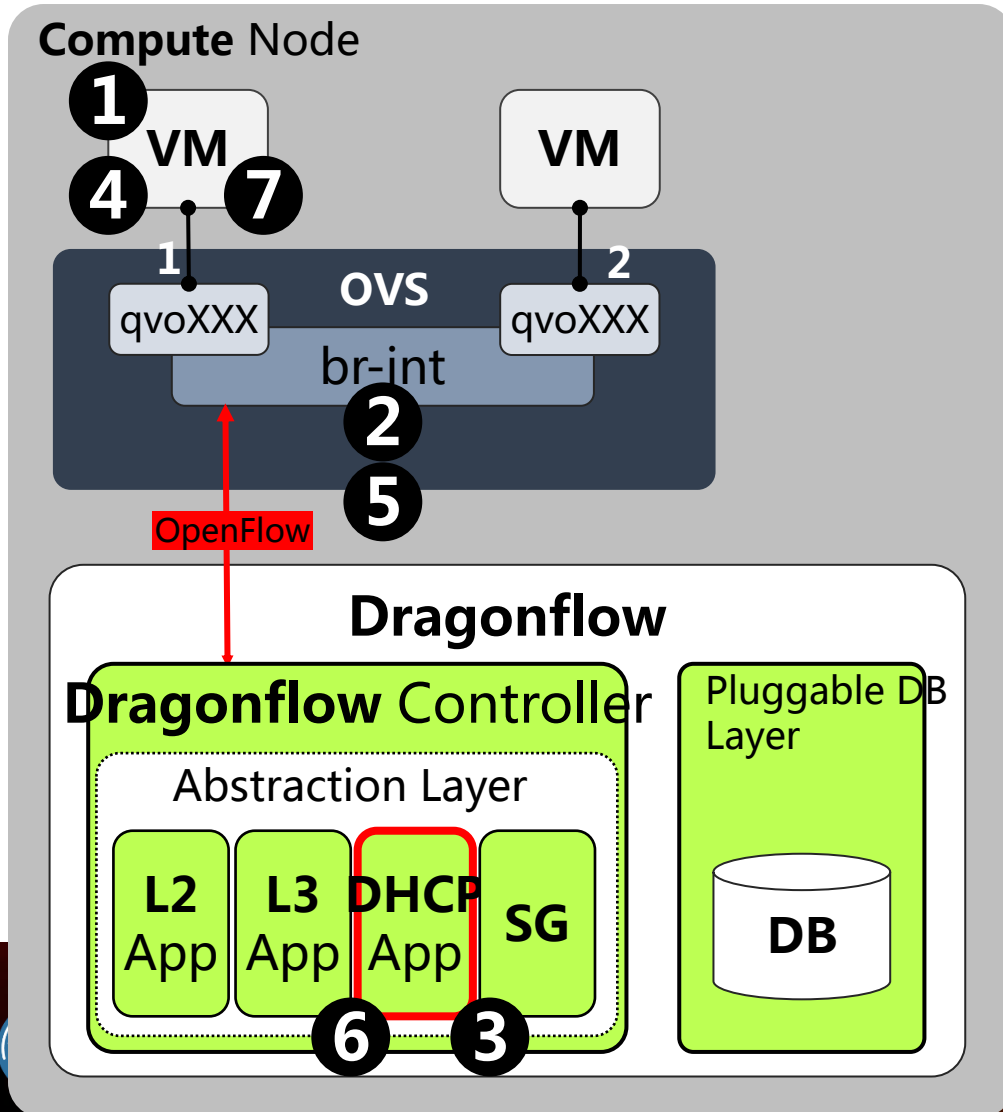 Compute Node
1
VM
VM
4
7
1
2
OVS
qvoXXX
qvoXXX
br-int
2
5
OpenFlow
Dragonflow
Dragonflow Controller
Pluggable DB
Layer
Abstraction Layer
L2
App
L3
App
DHCP
App
SG
DB
6
3